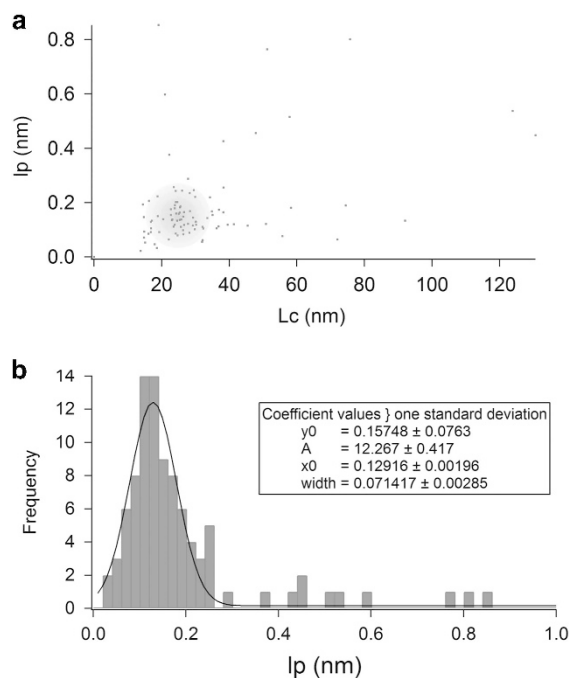 a
0.8
0.6
0.4
0.2
0.0
lp (nm)
0 20 40 60 80 100 120
Lc (nm)
b
14
12
10
8
6
4
2
0
Frequency
Coefficient values } one standard deviation
y0 = 0.15748 ± 0.0763
A = 12.267 ± 0.417
x0 = 0.12916 ± 0.00196
width = 0.071417 ± 0.00285
0.0 0.2 0.4 0.6 0.8 1.0
lp (nm)